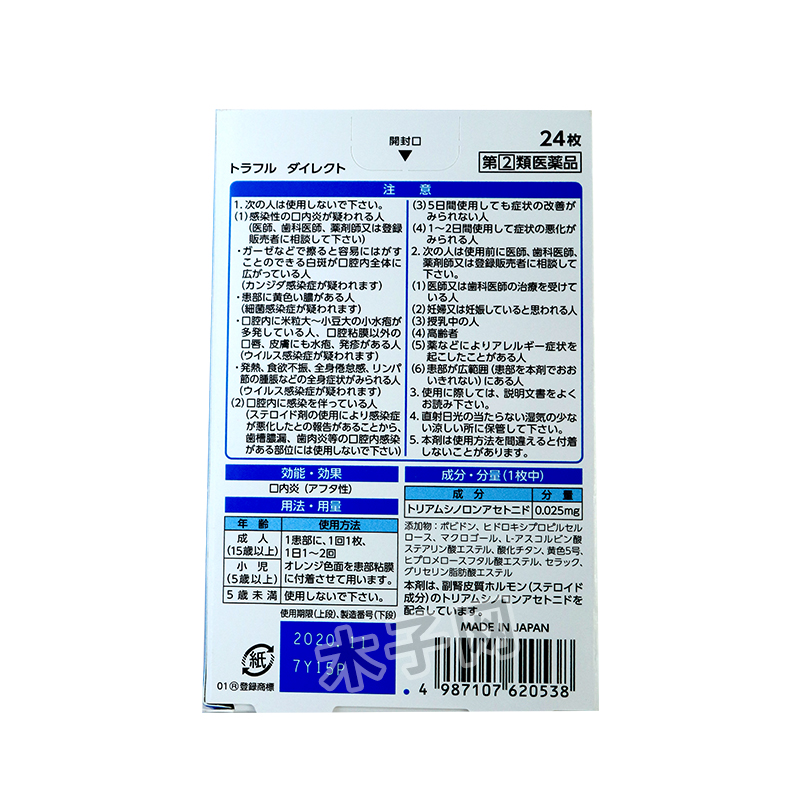 開封口
24枚
トラフル ダイレクト
指②類医薬品
注 意
1. 次の人は使用しないで下さい。
(1) 感染性の口内炎が疑われる人
(医師、歯科医師、薬剤師又は登録
販売者に相談して下さい)
・ガーゼなどで擦ると容易にはがす
ことのできる白斑が口腔内全体に
広がっている人
(カンジダ感染症が疑われます)
・患部に黄色い膿がある人
(細菌感染症が疑われます)
・口腔内に米粒大～小豆大の小水疱が
多発している人、口腔粘膜以外の
口唇、皮膚にも水疱、発疹がある人
(ウイルス感染症が疑われます)
・発熱、食欲不振、全身倦怠感、リンパ
節の腫脹などの全身症状がみられる人
(ウイルス感染症が疑われます)
(2) 口腔内に感染を伴っている人
(ステロイド剤の使用により感染症
が悪化したとの報告があることから、
歯槽膿漏、歯肉炎等の口腔内感染
がある部位には使用しないで下さい)
(3) 5日間使用しても症状の改善が
みられない人
(4) 1～2日間使用して症状の悪化が
みられる人
2. 次の人は使用前に医師、歯科医師、
薬剤師又は登録販売者に相談して
下さい。
(1) 医師又は歯科医師の治療を受けて
いる人
(2) 妊婦又は妊娠していると思われる人
(3) 授乳中の人
(4) 高齢者
(5) 薬などによりアレルギー症状を
起こしたことがある人
(6) 患部が広範囲 (患部を本剤でおお
いきれない) にある人
3. 使用に際しては、説明文書をよく
お読み下さい。
4. 直射日光の当たらない湿気の少な
い涼しい所に保管して下さい。
5. 本剤は使用方法を間違えると付着
しないことがあります。
効能・効果
口内炎 (アフタ性)
用法・用量
年 齢 使用方法
成 人
(15歳以上)
1患部に、1回1枚、
1日1～2回
オレンジ色面を患部粘膜
に付着させて用います。
小 児
(5歳以上)
5歳未満 使用しないで下さい。
成分・分量 (1枚中)
成 分 分 量
トリアムシノロンアセトニド 0.025mg
添加物：ポビドン、ヒドロキシプロピルセル
ロース、マクロゴール、L-アスコルビン酸
ステアリン酸エステル、酸化チタン、黄色5号、
ヒプロメロースフタル酸エステル、セラック、
グリセリン脂肪酸エステル
本剤は、副腎皮質ホルモン (ステロイド
成分) のトリアムシノロンアセトニドを
配合しています。
使用期限 (上段)、製造番号 (下段)
2020.11
7Y15P
紙
01 ® 登録商標
MADE IN JAPAN
4 987107 620538
木子网